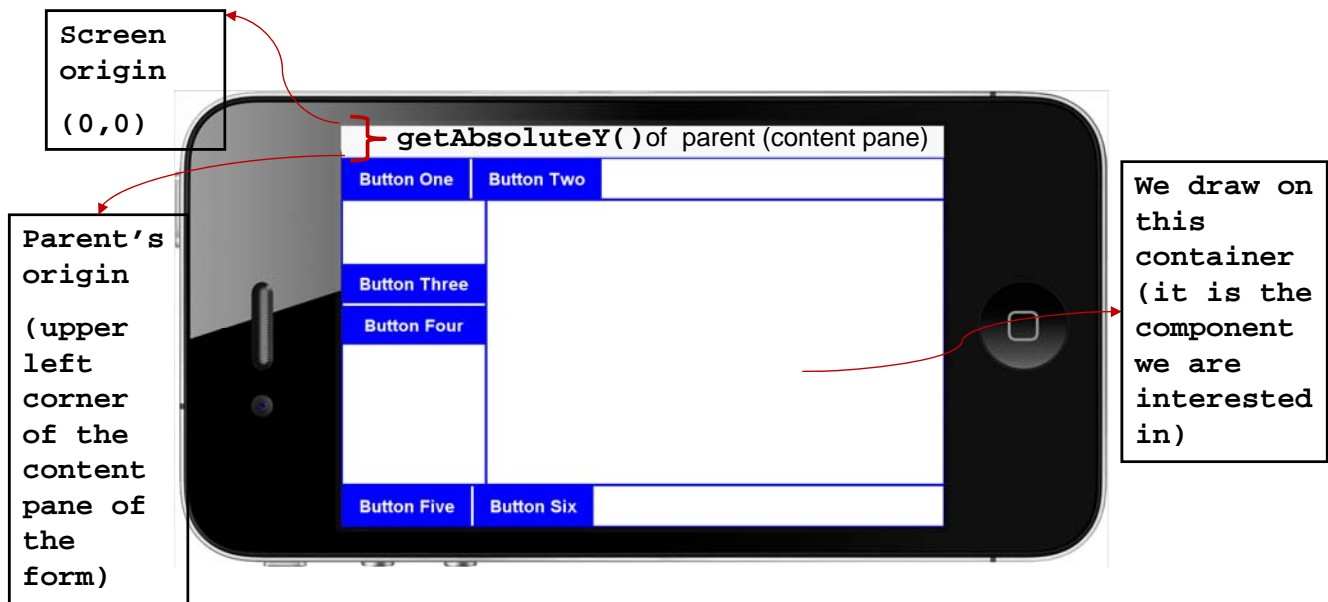 Screen
origin
(0,0)
getAbsoluteY()of parent (content pane)
Button One
Button Two
Button Three
Button Four
Button Five
Button Six
Parent’s
origin
(upper
left
corner
of the
content
pane of
the
form)
We draw on
this
container
(it is the
component
we are
interested
in)